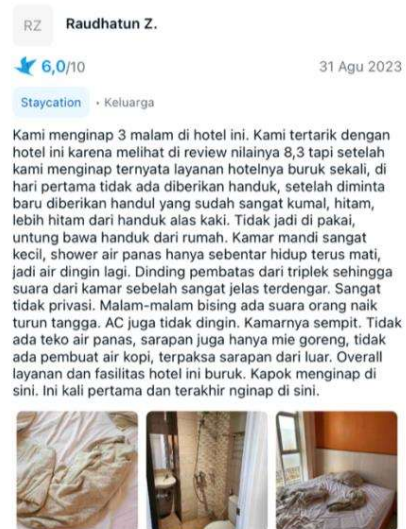 RZ
Raudhatun Z.
6,0/10
31 Agu 2023
Staycation • Keluarga
Kami menginap 3 malam di hotel ini. Kami tertarik dengan
hotel ini karena melihat di review nilainya 8,3 tapi setelah
kami menginap ternyata layanan hotelnya buruk sekali, di
hari pertama tidak ada diberikan handuk, setelah diminta
baru diberikan handul yang sudah sangat kumal, hitam,
lebih hitam dari handuk alas kaki. Tidak jadi di pakai,
untung bawa handuk dari rumah. Kamar mandi sangat
kecil, shower air panas hanya sebentar hidup terus mati,
jadi air dingin lagi. Dinding pembatas dari triplek sehingga
suara dari kamar sebelah sangat jelas terdengar. Sangat
tidak privasi. Malam-malam bising ada suara orang naik
turun tangga. AC juga tidak dingin. Kamarnya sempit. Tidak
ada teko air panas, sarapan juga hanya mie goreng, tidak
ada pembuat air kopi, terpaksa sarapan dari luar. Overall
layanan dan fasilitas hotel ini buruk. Kapok menginap di
sini. Ini kali pertama dan terakhir nginap di sini.